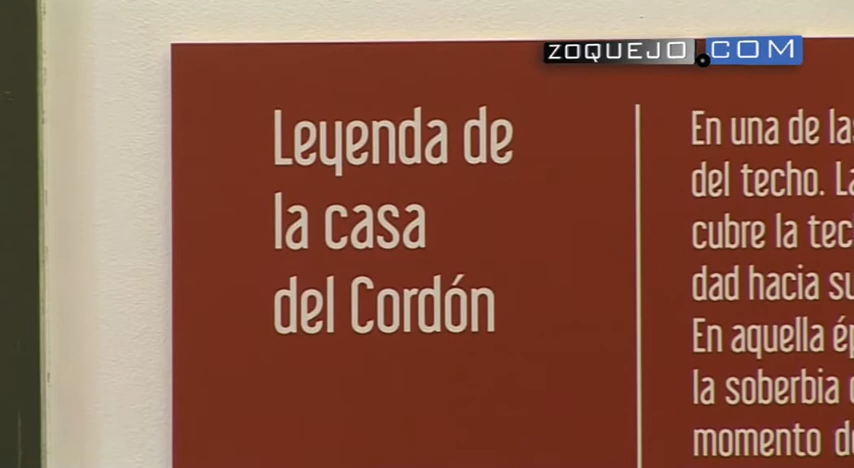 ZOQUEJO.COM
Leyenda de
la casa
del Cordón
En una de
del techo.
cubre la
dad hacia
En aquella
la soberbia
momento